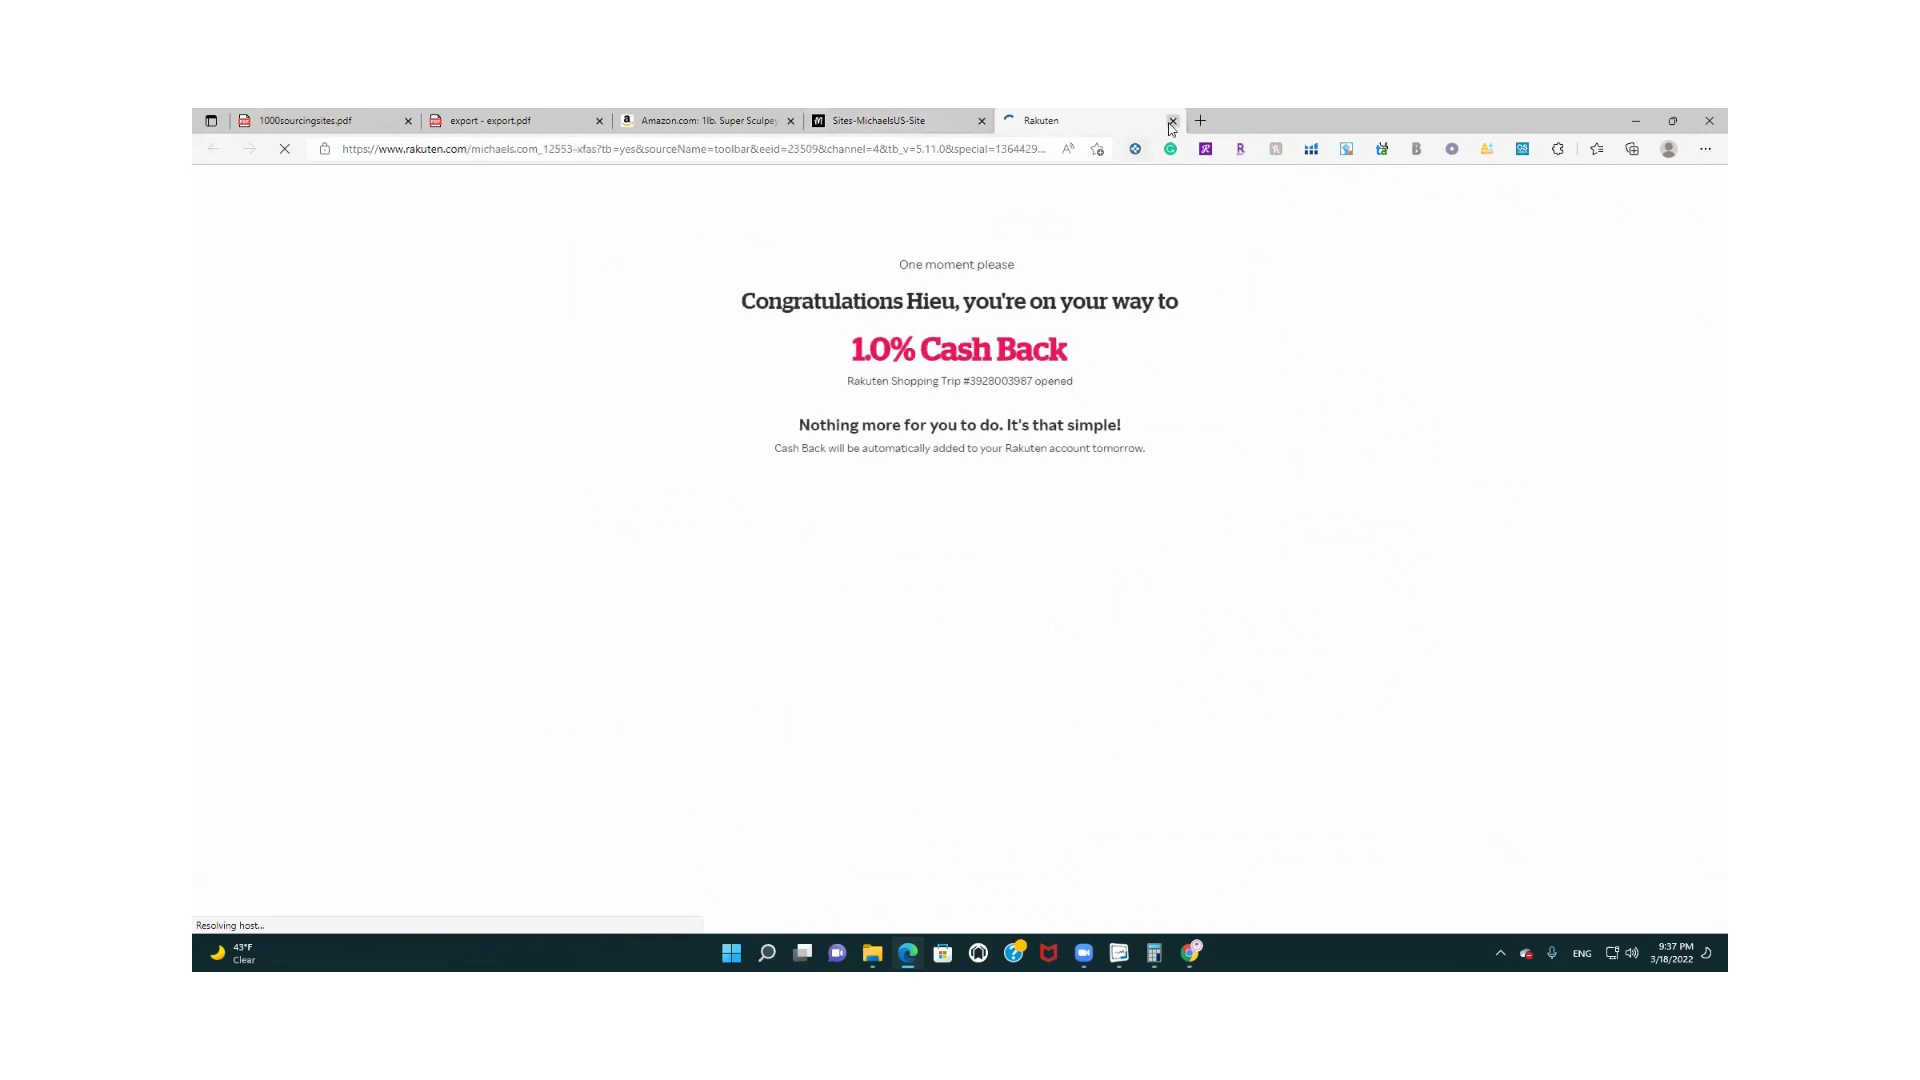 1000sourcingsites.pdf
export - export.pdf
Amazon.com: 1lb. Super Sculpey
Sites-MichaelsUS-Site
Rakuten
https://www.rakuten.com/michaels.com_12553-xfas?tb=yes&sourceName=toolbar&eeid=23509&channel=4&tb_v=5.11.0&special=1364429...
One moment please
Congratulations Hieu, you're on your way to
1.0% Cash Back
Rakuten Shopping Trip #3928003987 opened
Nothing more for you to do. It's that simple!
Cash Back will be automatically added to your Rakuten account tomorrow.
Resolving host...
43°F
Clear
ENG
9:37 PM
3/18/2022